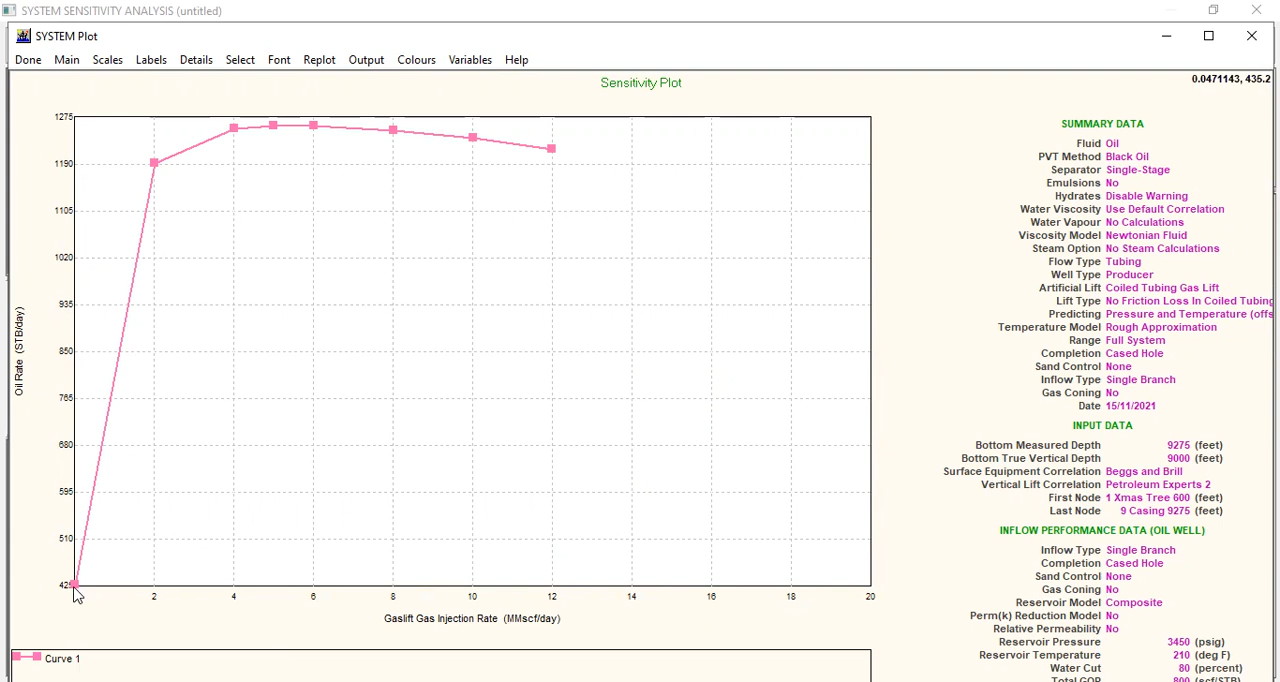 SYSTEM SENSITIVITY ANALYSIS (untitled)
SYSTEM Plot
Done Main Scales Labels Details Select Font Replot Output Colours Variables Help
Sensitivity Plot
0.0471143, 435.2
1275
1190
1105
1020
935
850
765
680
595
510
425
Oil Rate (STB/day)
2 4 6 8 10 12 14 16 18 20
Gaslift Gas Injection Rate (MMscf/day)
Curve 1
SUMMARY DATA
Fluid Oil
PVT Method Black Oil
Separator Single-Stage
Emulsions No
Hydrates Disable Warning
Water Viscosity Use Default Correlation
Water Vapour No Calculations
Viscosity Model Newtonian Fluid
Steam Option No Steam Calculations
Flow Type Tubing
Well Type Producer
Artificial Lift Coiled Tubing Gas Lift
Lift Type No Friction Loss In Coiled Tubing
Predicting Pressure and Temperature (offs
Temperature Model Rough Approximation
Range Full System
Completion Cased Hole
Sand Control None
Inflow Type Single Branch
Gas Coning No
Date 15/11/2021
INPUT DATA
Bottom Measured Depth 9275 (feet)
Bottom True Vertical Depth 9000 (feet)
Surface Equipment Correlation Beggs and Brill
Vertical Lift Correlation Petroleum Experts 2
First Node 1 Xmas Tree 600 (feet)
Last Node 9 Casing 9275 (feet)
INFLOW PERFORMANCE DATA (OIL WELL)
Inflow Type Single Branch
Completion Cased Hole
Sand Control None
Gas Coning No
Reservoir Model Composite
Perm(k) Reduction Model No
Relative Permeability No
Reservoir Pressure 3450 (psig)
Reservoir Temperature 210 (deg F)
Water Cut 80 (percent)
Total GOR 800 (scf/STB)